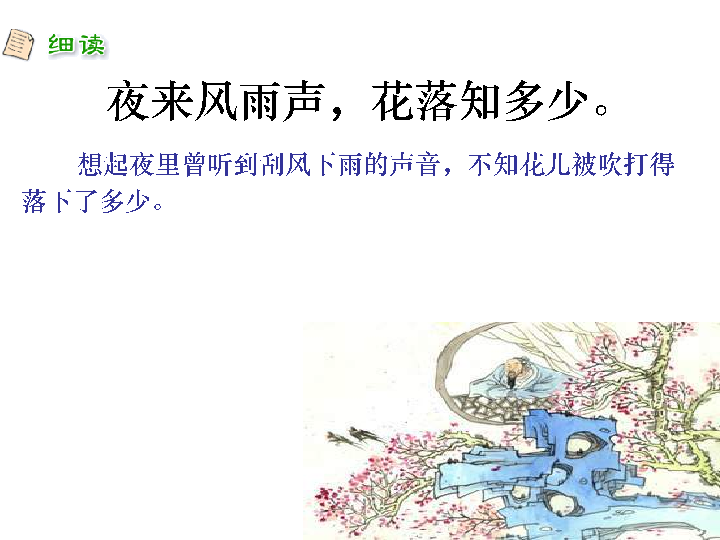 细读
夜来风雨声，花落知多少。
想起夜里曾听到刮风下雨的声音，不知花儿被吹打得
落下了多少。